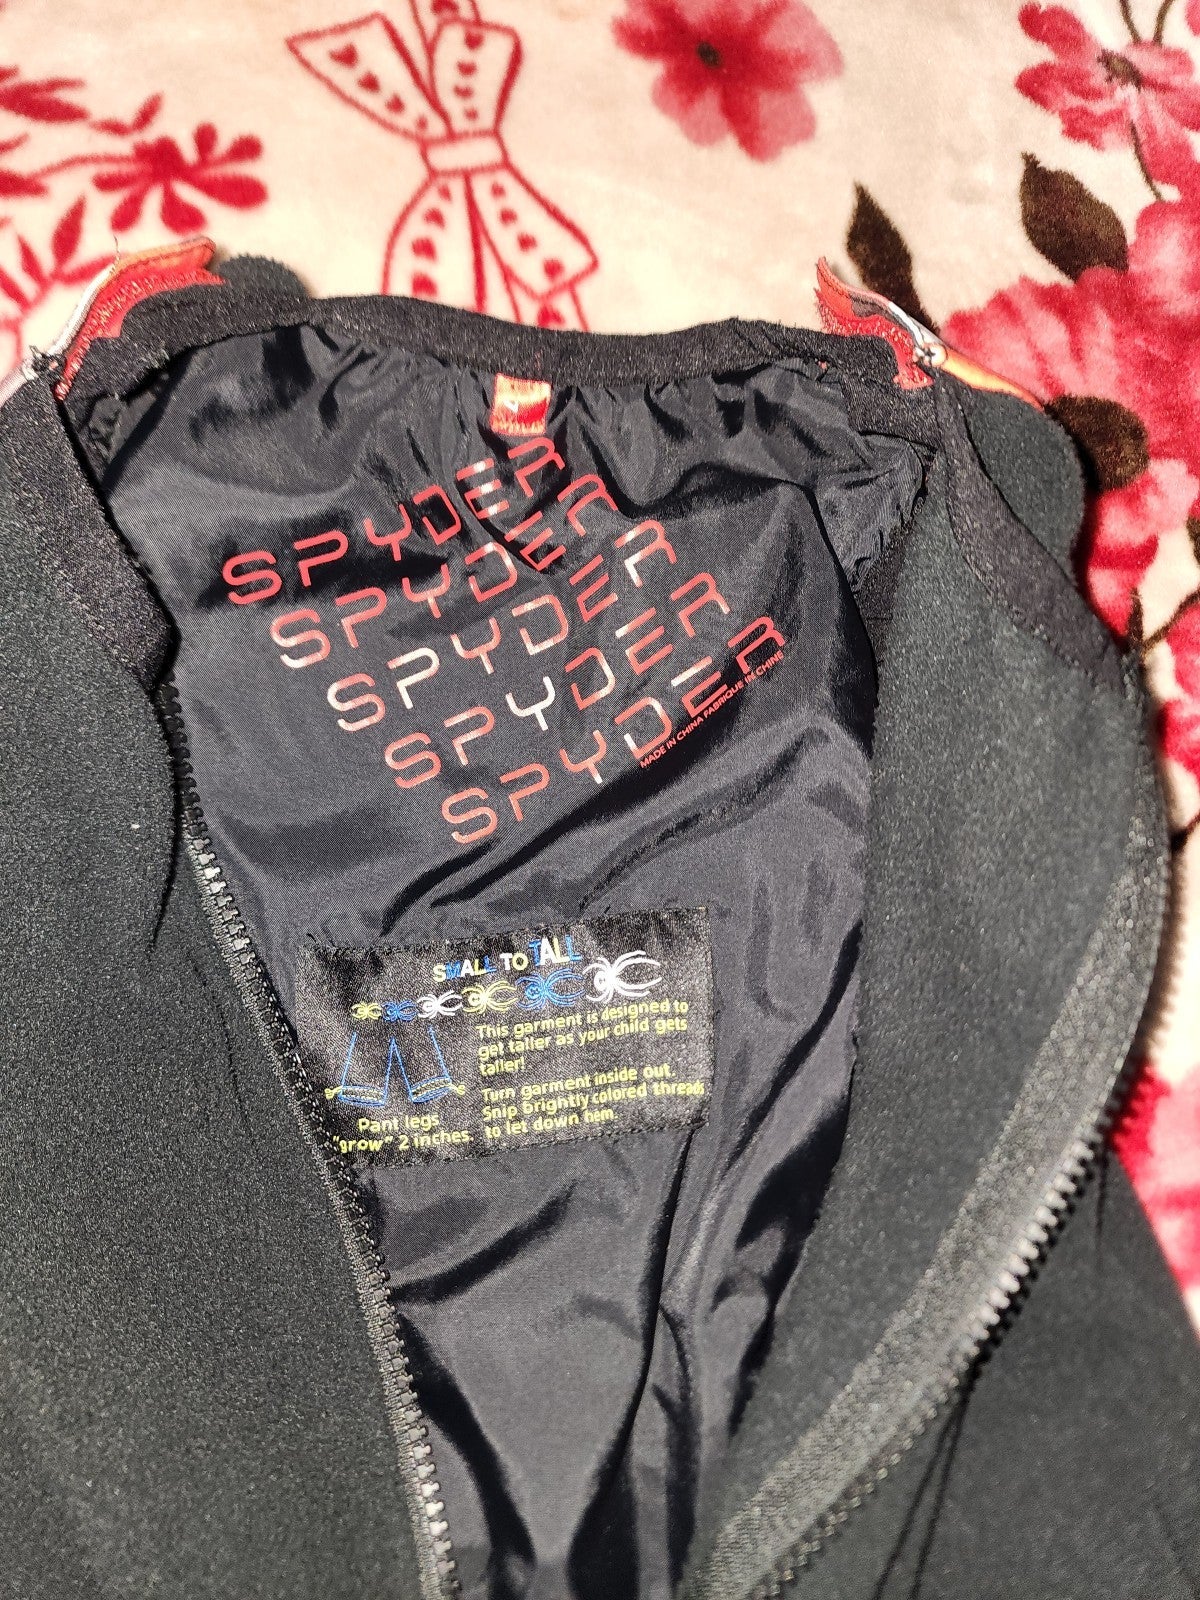 SPYDER
SPYDER
SPYDER
SPYDER
SPYDER
MADE IN CHINA FABRIQUE EN CHINE
SMALL TO TALL
This garment is designed to
get taller as your child gets
taller!
Turn garment inside out.
Snip brightly colored threads
to let down hem.
Pant legs
"grow" 2 inches.